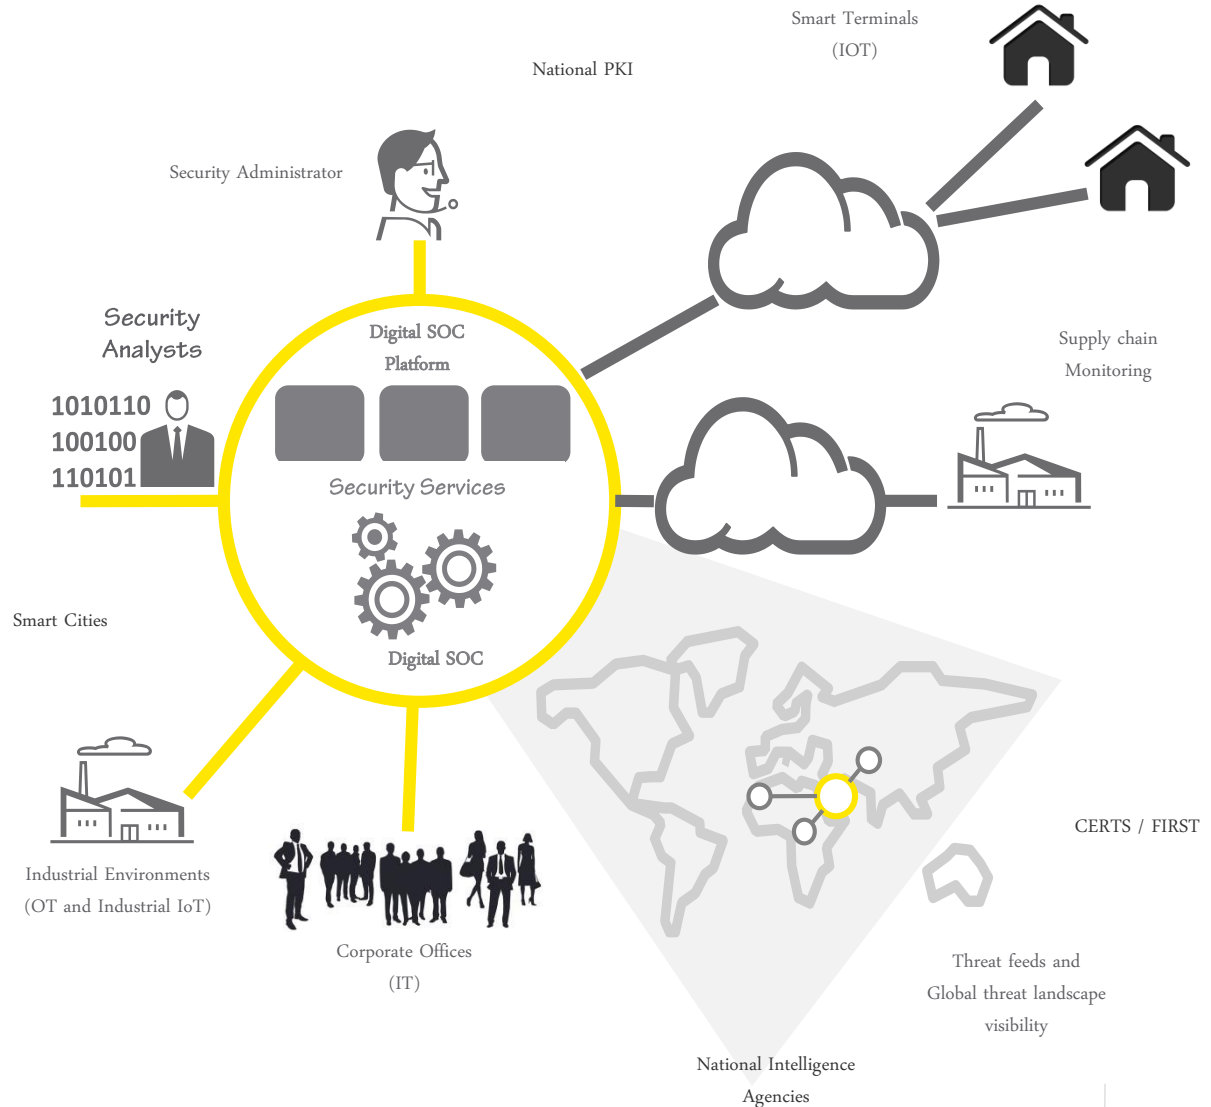 Smart Terminals
(IOT)
National PKI
Security Administrator
Security
Analysts
1010110
100100
110101
Digital SOC
Platform
Security Services
Digital SOC
Supply chain
Monitoring
Smart Cities
Industrial Environments
(OT and Industrial IoT)
Corporate Offices
(IT)
CERTS / FIRST
Threat feeds and
Global threat landscape
visibility
National Intelligence
Agencies